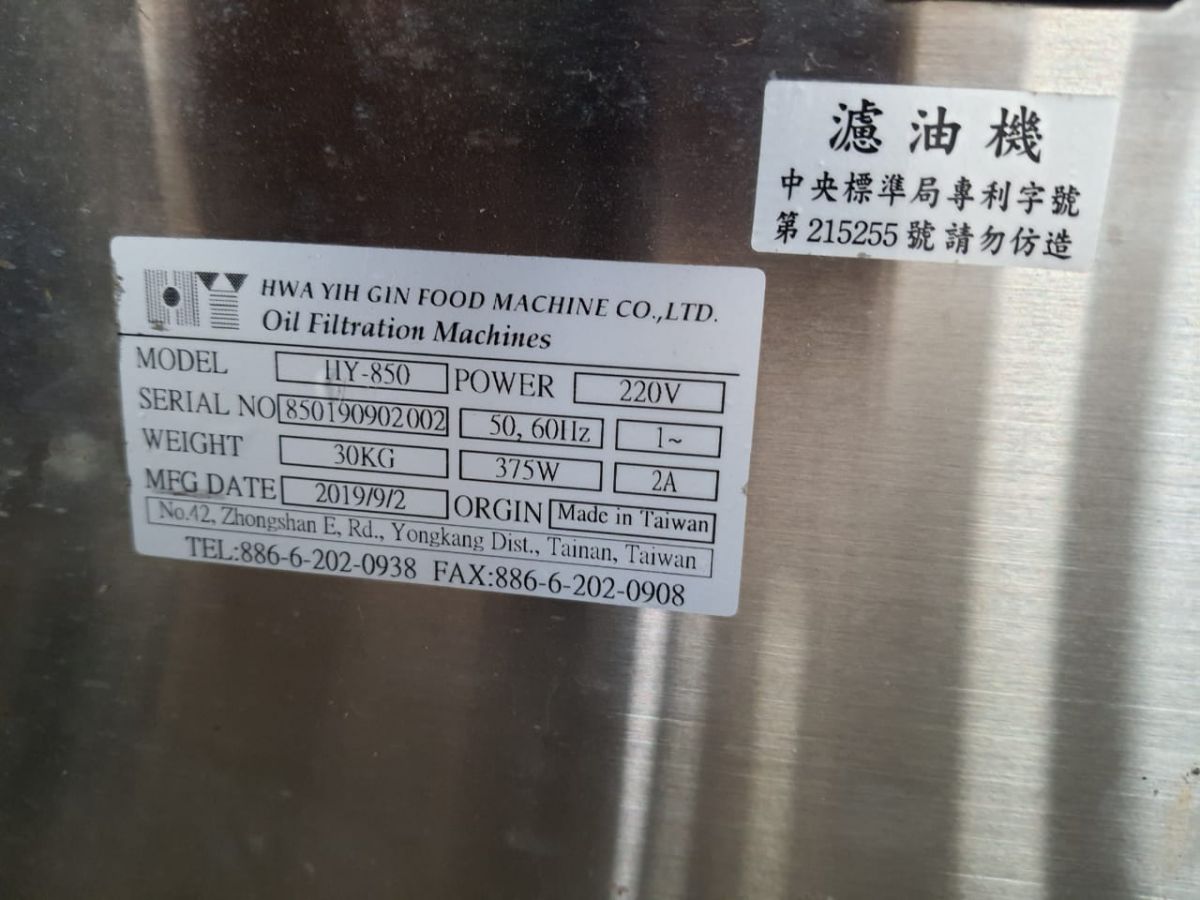 濾油機
中央標準局專利字號
第215255號請勿仿造
HY
HWA YIH GIN FOOD MACHINE CO.,LTD.
Oil Filtration Machines
MODEL HY-850 POWER 220V
SERIAL NO 850190902002 50, 60Hz 1~
WEIGHT 30KG 375W 2A
MFG DATE 2019/9/2 ORGIN Made in Taiwan
No.42, Zhongshan E, Rd., Yongkang Dist., Tainan, Taiwan
TEL:886-6-202-0938 FAX:886-6-202-0908